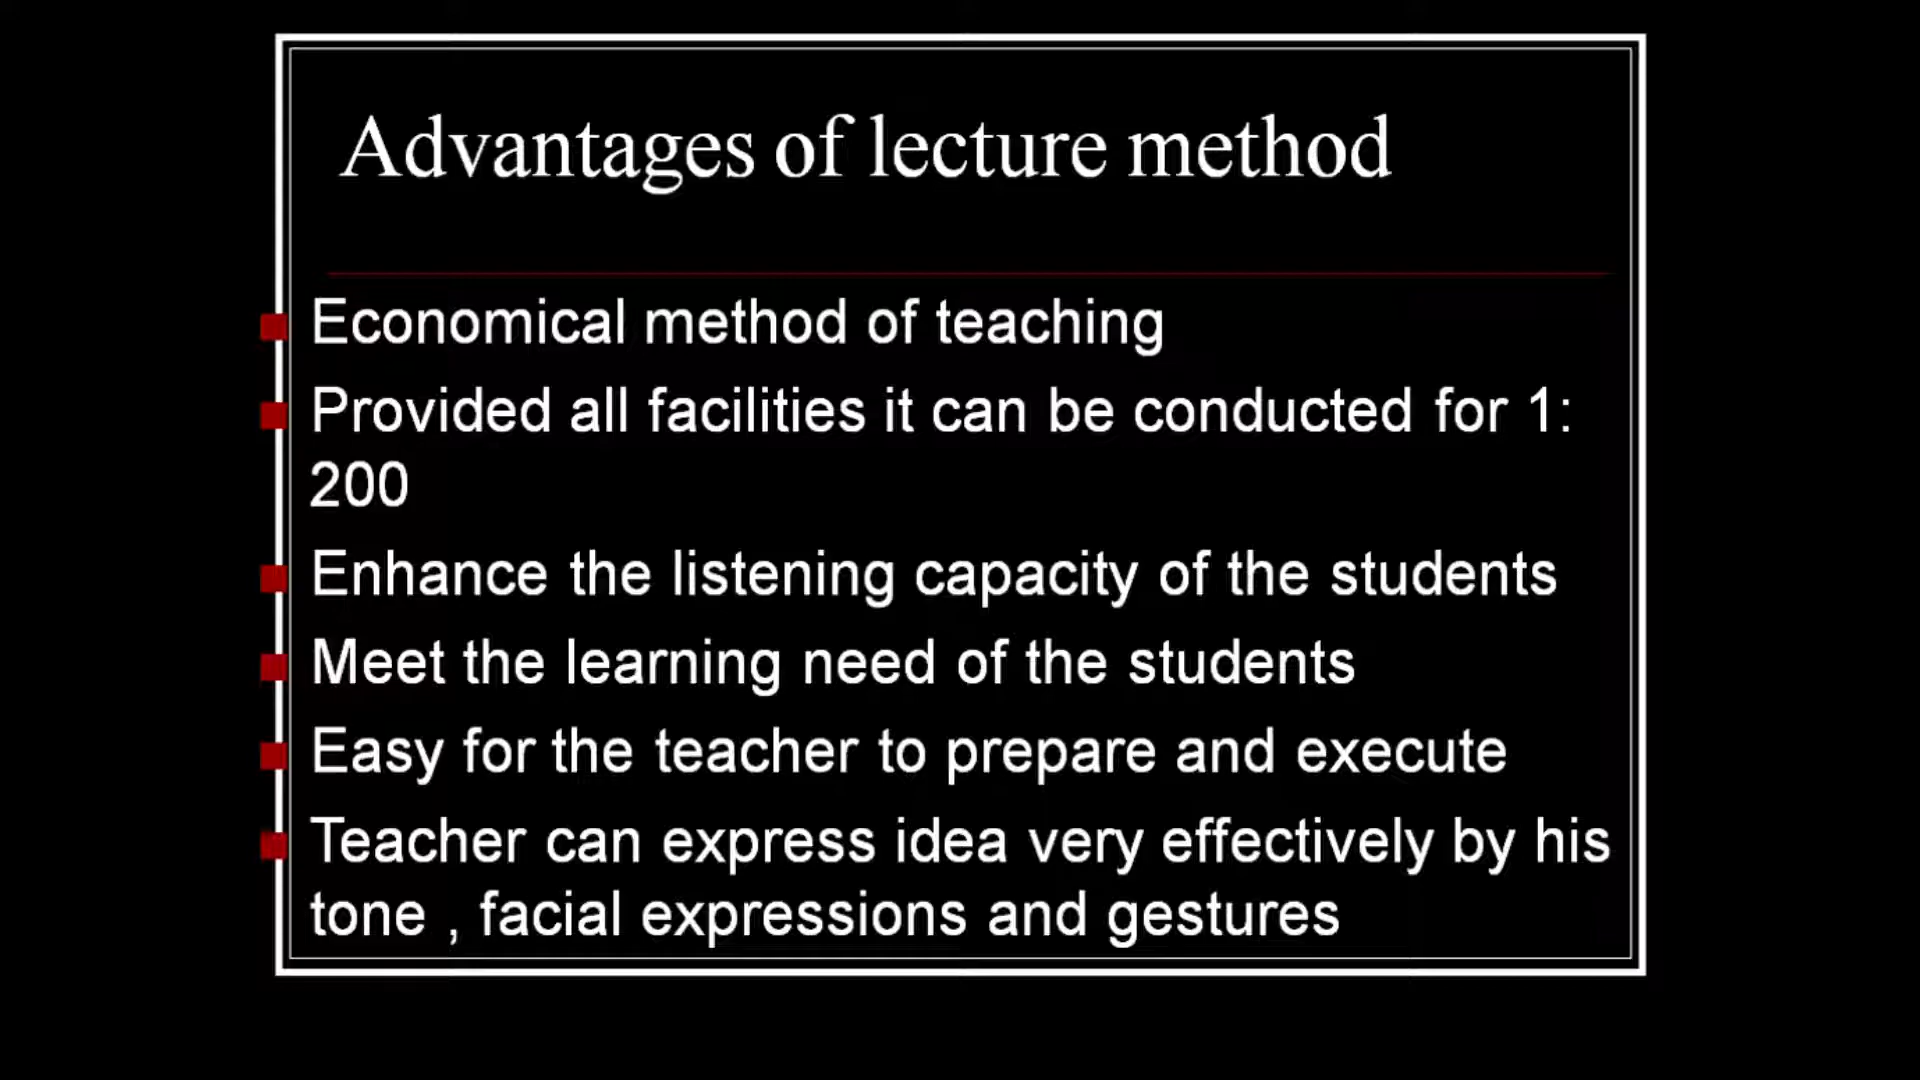 Advantages of lecture method
Economical method of teaching
Provided all facilities it can be conducted for 1:
200
Enhance the listening capacity of the students
Meet the learning need of the students
Easy for the teacher to prepare and execute
Teacher can express idea very effectively by his
tone , facial expressions and gestures